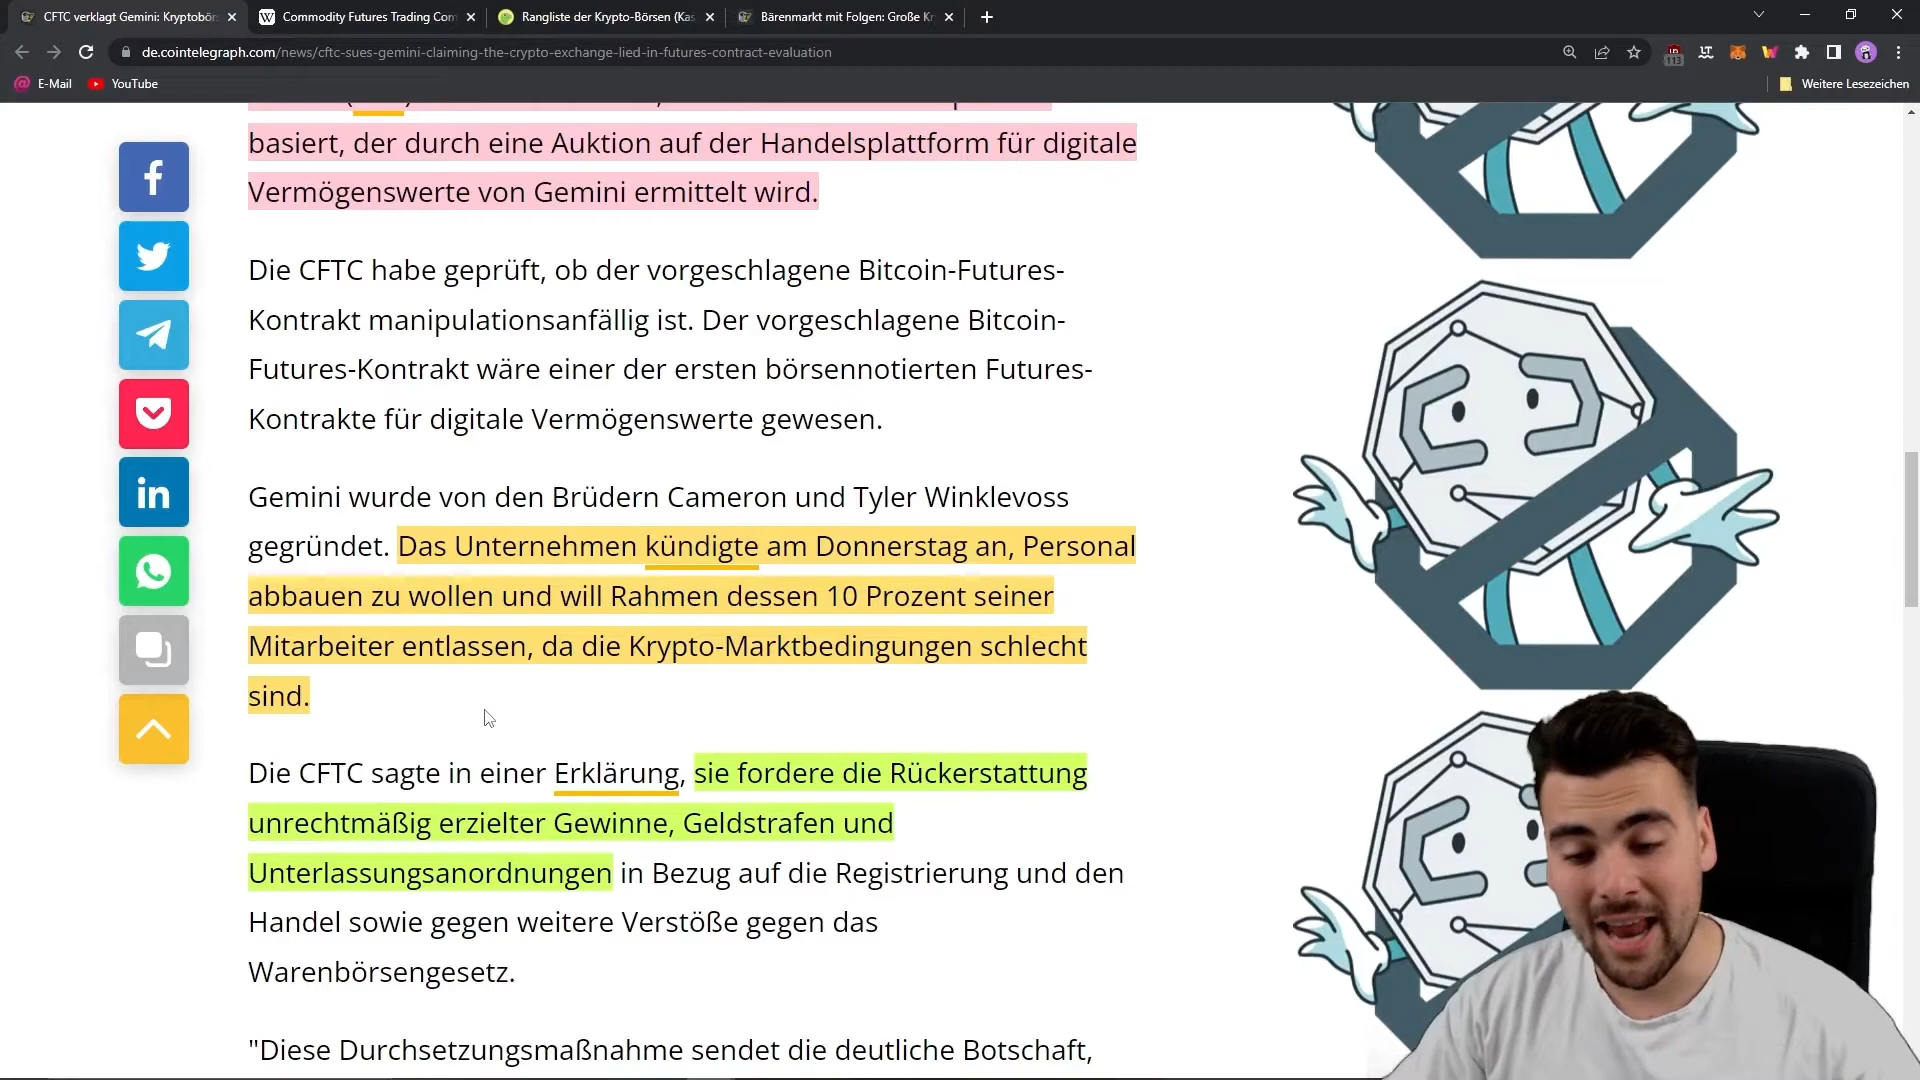 CFTC verklagt Gemini: Kryptobör
Commodity Futures Trading Com
Rangliste der Krypto-Börsen (Kas
Bärenmarkt mit Folgen: Große Kr
de.cointelegraph.com/news/cftc-sues-gemini-claiming-the-crypto-exchange-lied-in-futures-contract-evaluation
113
E-Mail
YouTube
Weitere Lesezeichen
basiert, der durch eine Auktion auf der Handelsplattform für digitale
Vermögenswerte von Gemini ermittelt wird.
Die CFTC habe geprüft, ob der vorgeschlagene Bitcoin-Futures-
Kontrakt manipulationsanfällig ist. Der vorgeschlagene Bitcoin-
Futures-Kontrakt wäre einer der ersten börsennotierten Futures-
Kontrakte für digitale Vermögenswerte gewesen.
Gemini wurde von den Brüdern Cameron und Tyler Winklevoss
gegründet. Das Unternehmen kündigte am Donnerstag an, Personal
abbauen zu wollen und will Rahmen dessen 10 Prozent seiner
Mitarbeiter entlassen, da die Krypto-Marktbedingungen schlecht
sind.
Die CFTC sagte in einer Erklärung, sie fordere die Rückerstattung
unrechtmäßig erzielter Gewinne, Geldstrafen und
Unterlassungsanordnungen in Bezug auf die Registrierung und den
Handel sowie gegen weitere Verstöße gegen das
Warenbörsengesetz.
"Diese Durchsetzungsmaßnahme sendet die deutliche Botschaft,